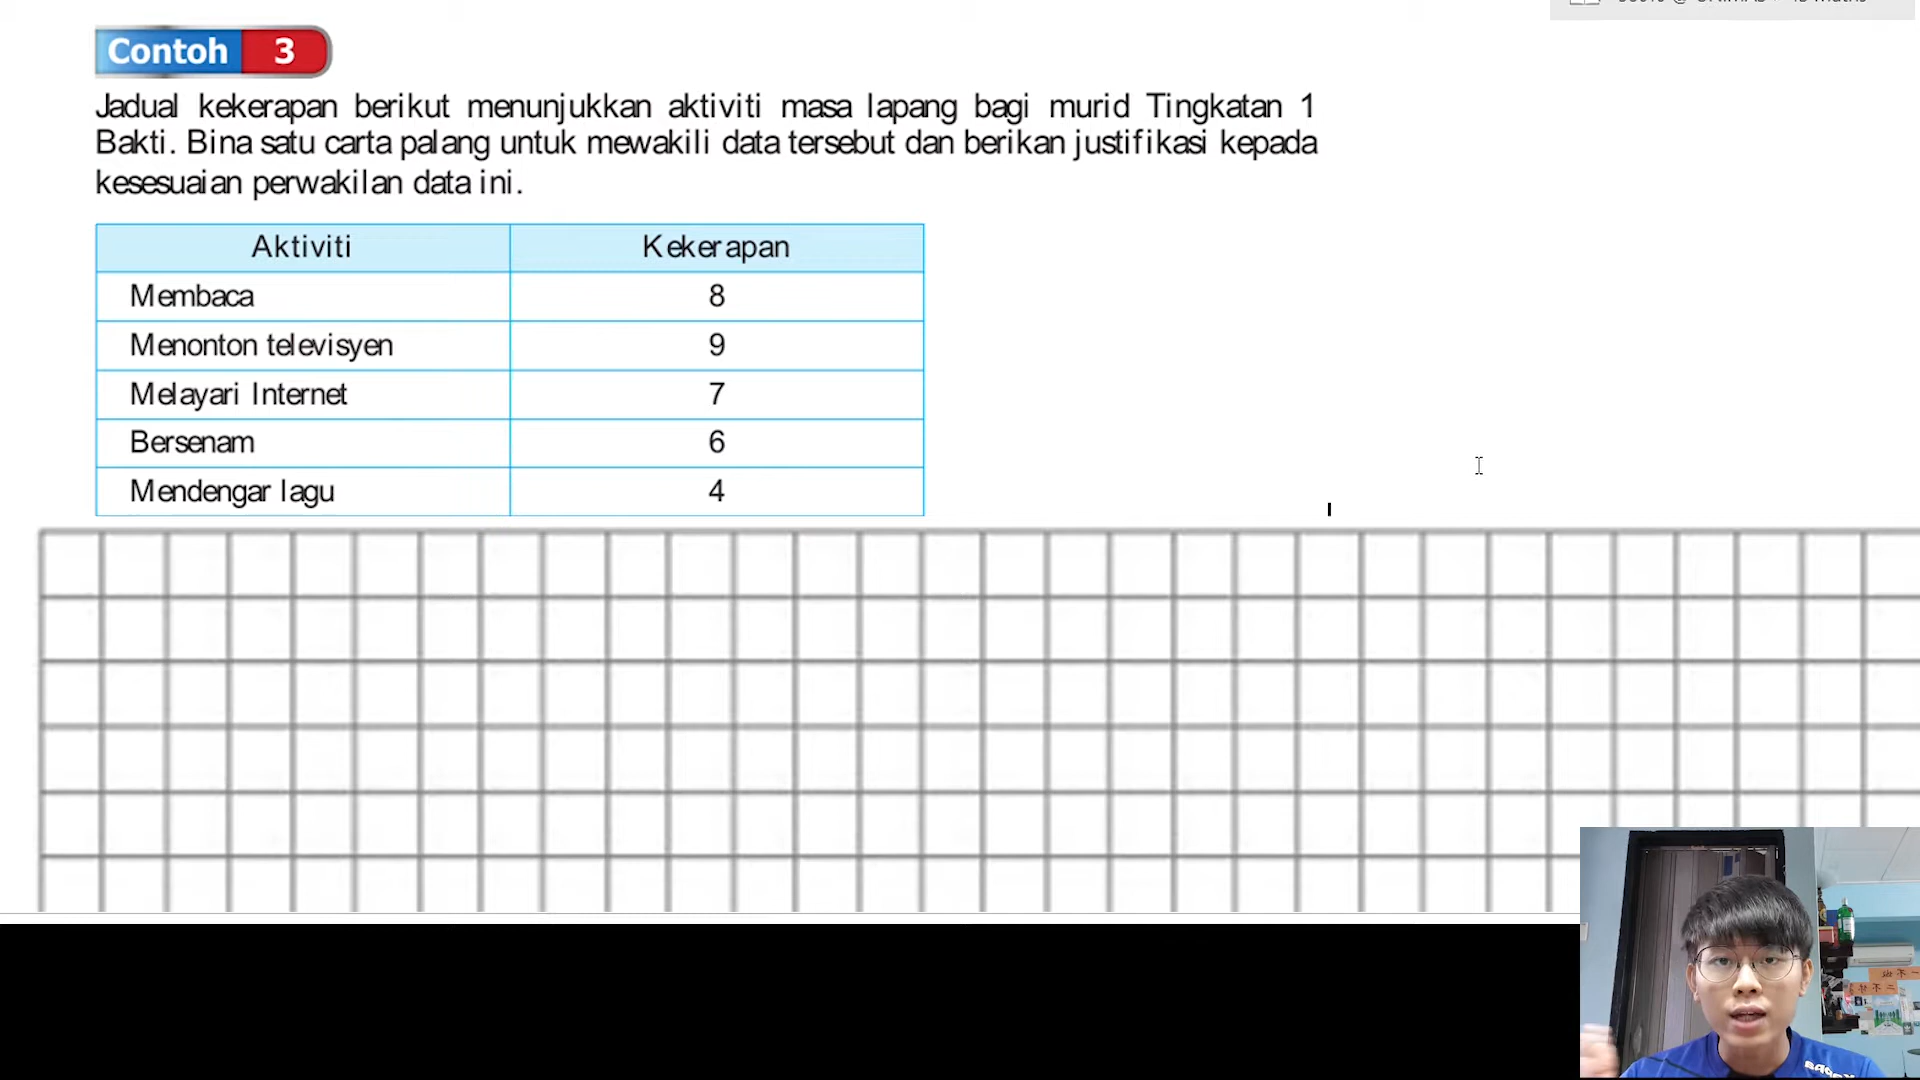 Contoh 3
Jadual kekerapan berikut menunjukkan aktiviti masa lapang bagi murid Tingkatan 1
Bakti. Bina satu carta palang untuk mewakili data tersebut dan berikan justifikasi kepada
kesesuaian perwakilan data ini.
Aktiviti Kekerapan
Membaca 8
Menonton televisyen 9
Melayari Internet 7
Bersenam 6
Mendengar lagu 4